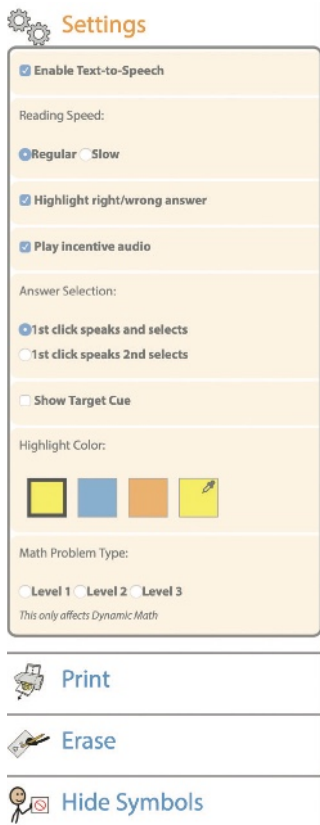 Settings
Enable Text-to-Speech
Reading Speed:
Regular Slow
Highlight right/wrong answer
Play incentive audio
Answer Selection:
1st click speaks and selects
1st click speaks 2nd selects
Show Target Cue
Highlight Color:
Math Problem Type:
Level 1 Level 2 Level 3
This only affects Dynamic Math
Print
Erase
Hide Symbols